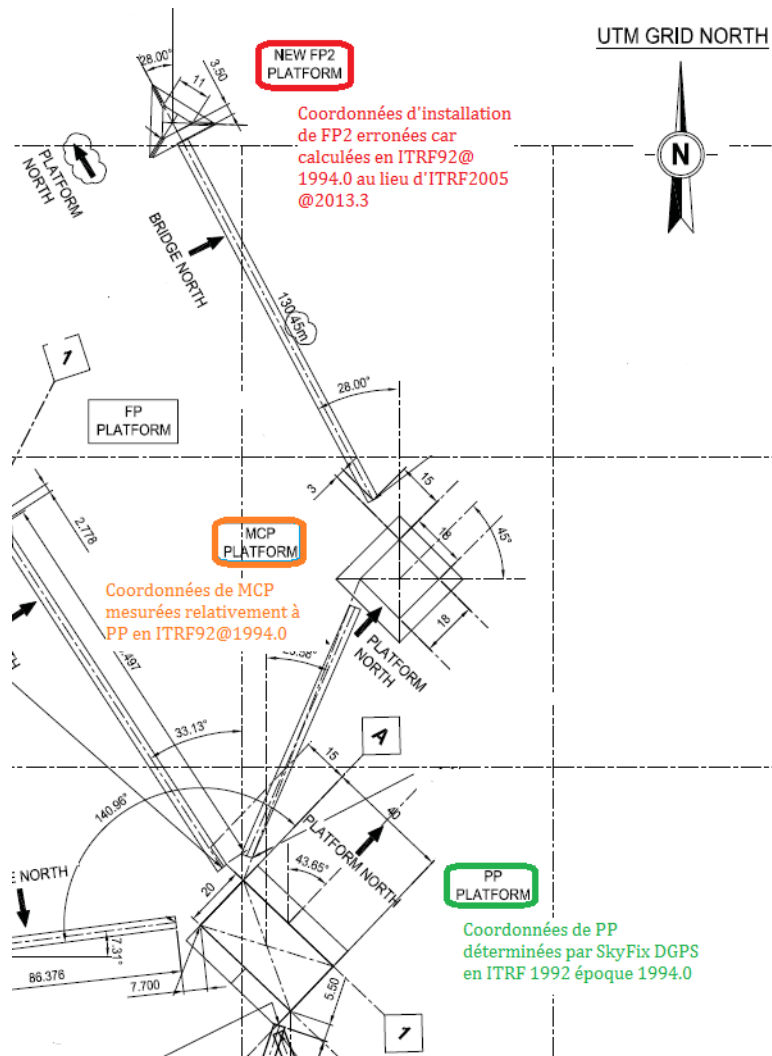 UTM GRID NORTH
N
28.00°
NEW FP2
PLATFORM
11
3.50
Coordonnées d'installation
de FP2 erronées car
calculées en ITRF92@
1994.0 au lieu d'ITRF2005
@2013.3
PLATFORM
NORTH
BRIDGE NORTH
130.45m
28.00°
1
FP
PLATFORM
3
15
18
45°
18
2.778
MCP
PLATFORM
Coordonnées de MCP
mesurées relativement à
PP en ITRF92@1994.0
PLATFORM
NORTH
.497
33.13°
A
15
40
140.96°
PLATFORM NORTH
43.65°
20
PP
PLATFORM
Coordonnées de PP
déterminées par SkyFix DGPS
en ITRF 1992 époque 1994.0
E NORTH
7.31°
86.376
7.700
5.50
1